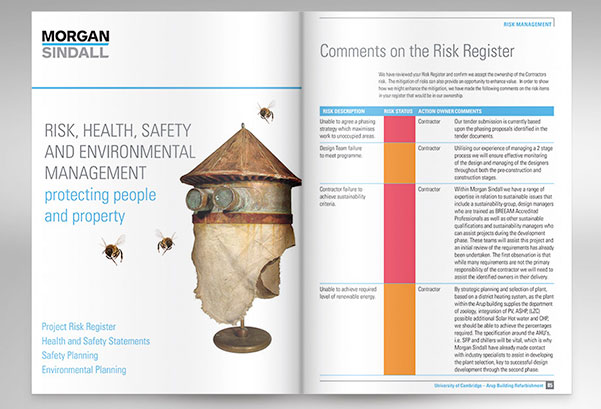 MORGAN
SINDALL
RISK, HEALTH, SAFETY
AND ENVIRONMENTAL
MANAGEMENT
protecting people
and property
Project Risk Register
Health and Safety Statements
Safety Planning
Environmental Planning
RISK MANAGEMENT
Comments on the Risk Register
We have reviewed your Risk Register and confirm we accept the ownership of the Contractors
risk. The mitigation of risks can also provide an opportunity to enhance value. In order to show
how we might enhance the mitigation, we have made the following comments on the risk items
in your register that would be in our ownership.
RISK DESCRIPTION RISK STATUS ACTION OWNER COMMENTS
Unable to agree a phasing
strategy which maximises
work to unoccupied areas.
Contractor
Our tender submission is currently based
upon the phasing proposals identified in the
tender documents.
Design Team failure
to meet programme.
Contractor
Utilising our experience of managing a 2 stage
process we will ensure effective monitoring
of the design and managing of the designers
throughout both the pre-construction and
construction stages.
Contractor failure to
achieve sustainability
criteria.
Contractor
Within Morgan Sindall we have a range of
expertise in relation to sustainable issues that
include a sustainability group, design managers
who are trained as BREEAM Accredited
Professionals as well as other sustainable
qualifications and sustainability managers who
can assist projects during the development
phase. These teams will assist this project and
an initial review of the requirements has already
been undertaken. The first observation is that
while many requirements are not the primary
responsibility of the contractor we will need to
assist the identified owners in their delivery.
Unable to achieve required
level of renewable energy.
Contractor
By strategic planning and selection of plant,
based on a district heating system, as the plant
within the Arup building supplies the department
of zoology, integration of PV, ASHP, (LZC)
possible additional Solar Hot water and CHP,
we should be able to achieve the percentages
required. The specification around the AHU's,
i.e. SFP and chillers will be vital, which is why
Morgan Sindall have already made contact
with industry specialists to assist in developing
the plant selection, key to successful design
development through the second phase.
University of Cambridge – Arup Building Refurbishment 05